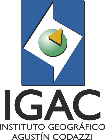 IGAC
INSTITUTO GEOGRÁFICO
AGUSTÍN CODAZZI